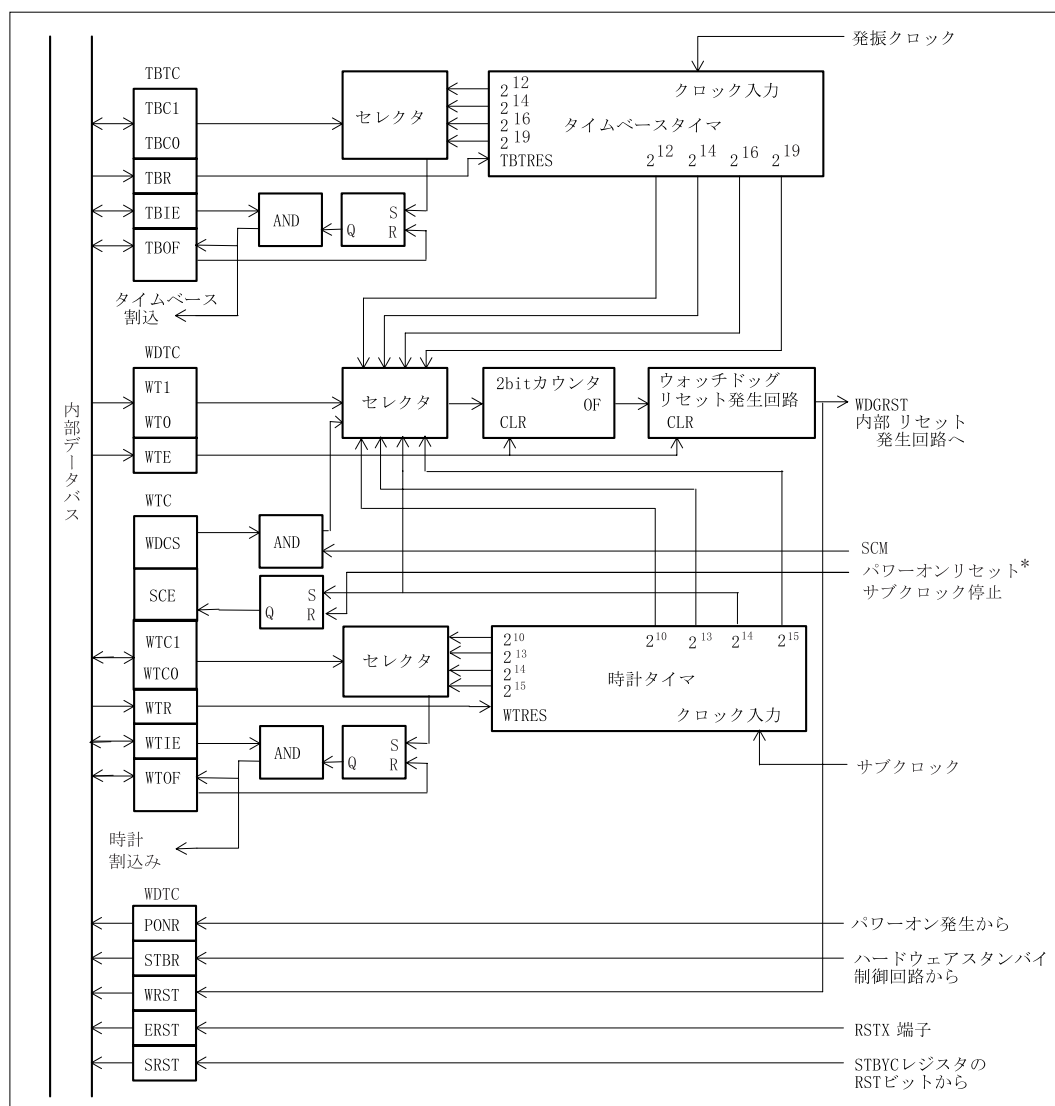 発振クロック
TBTC
TBC1
TBC0
TBR
TBIE
TBOF
セレクタ
2^12
2^14
2^16
2^19
TBTRES
クロック入力
タイムベースタイマ
2^12 2^14 2^16 2^19
AND
S
Q R
タイムベース
割込
内部データバス
WDTC
WT1
WT0
WTE
セレクタ
2bitカウンタ
OF
CLR
ウォッチドッグ
リセット発生回路
CLR
WDGRST
内部 リセット
発生回路へ
WTC
WDCS
SCE
WTC1
WTC0
WTR
WTIE
WTOF
AND
SCM
パワーオンリセット*
サブクロック停止
S
Q R
セレクタ
2^10
2^13
2^14
2^15
WTRES
2^10 2^13 2^14 2^15
時計タイマ
クロック入力
AND
S
Q R
サブクロック
時計
割込み
WDTC
PONR
STBR
WRST
ERST
SRST
パワーオン発生から
ハードウェアスタンバイ
制御回路から
RSTX 端子
STBYCレジスタの
RSTビットから